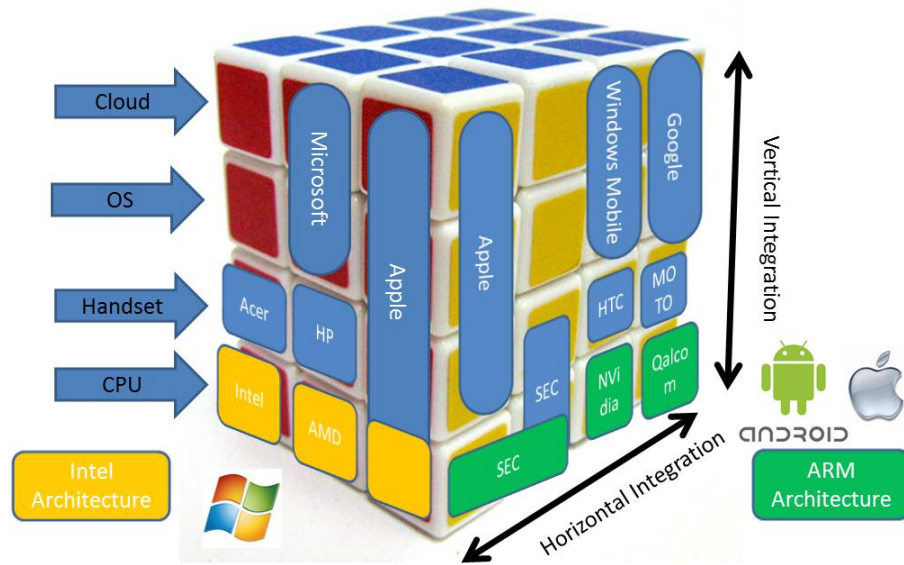 Cloud
OS
Handset
CPU
Microsoft
Apple
Apple
Windows Mobile
Google
Acer
HP
HTC
MO
TO
Intel
AMD
SEC
SEC
NVi
dia
Qalco
m
Vertical Integration
Horizontal Integration
ANDROID
Intel
Architecture
ARM
Architecture